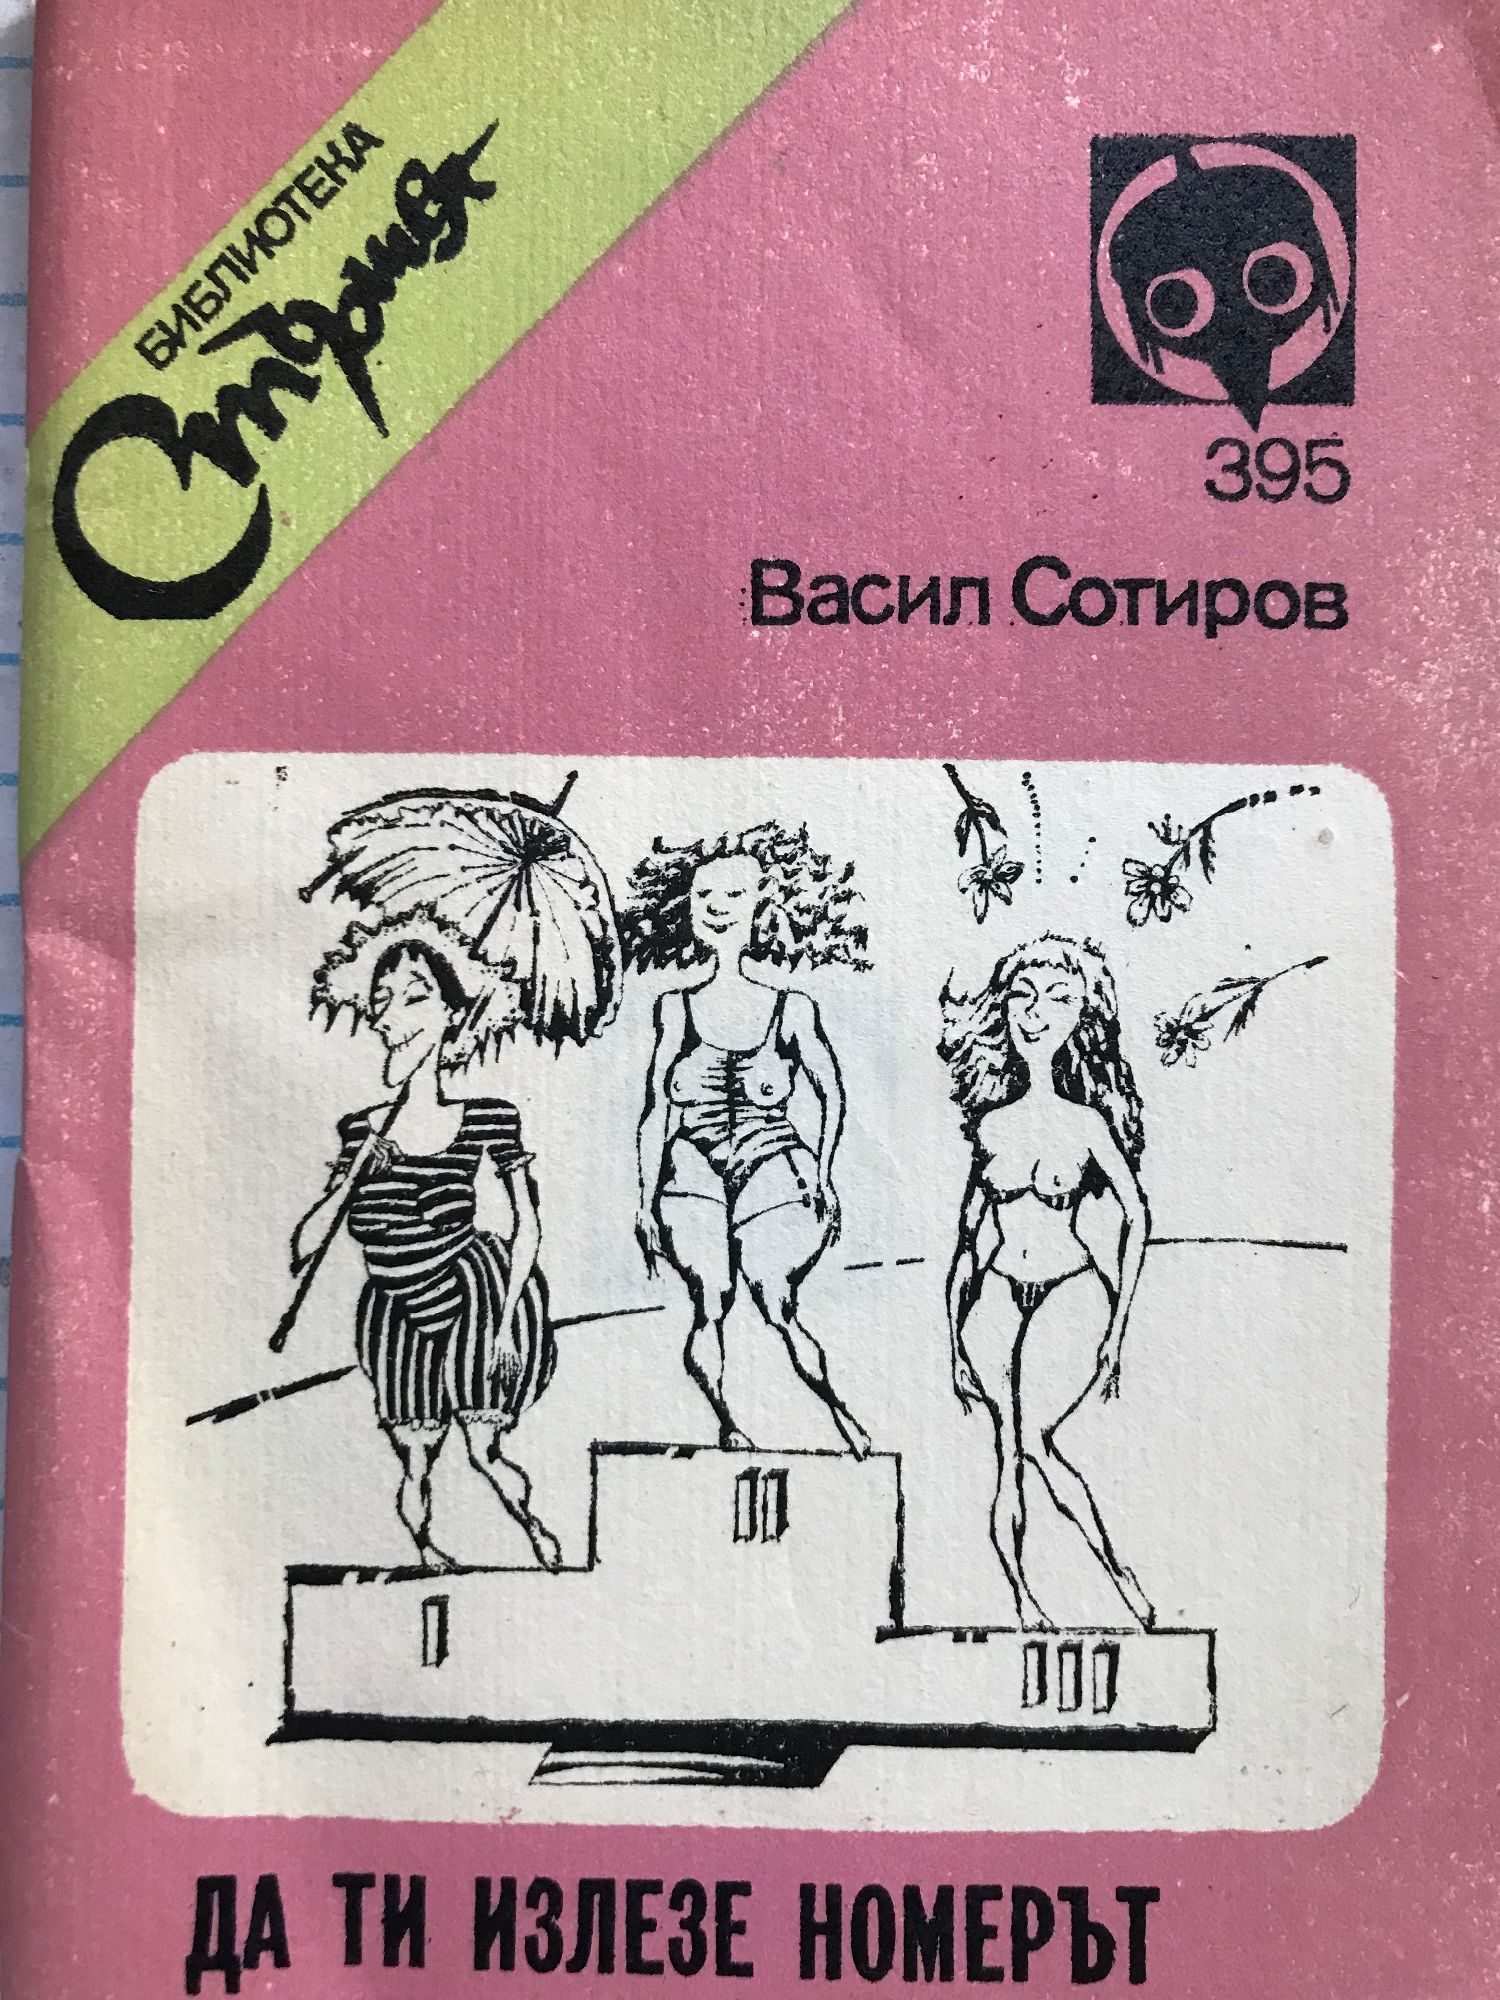 БИБЛИОТЕКА
Стършел
395
Васил Сотиров
I
II
III
ДА ТИ ИЗЛЕЗЕ НОМЕРЪТ